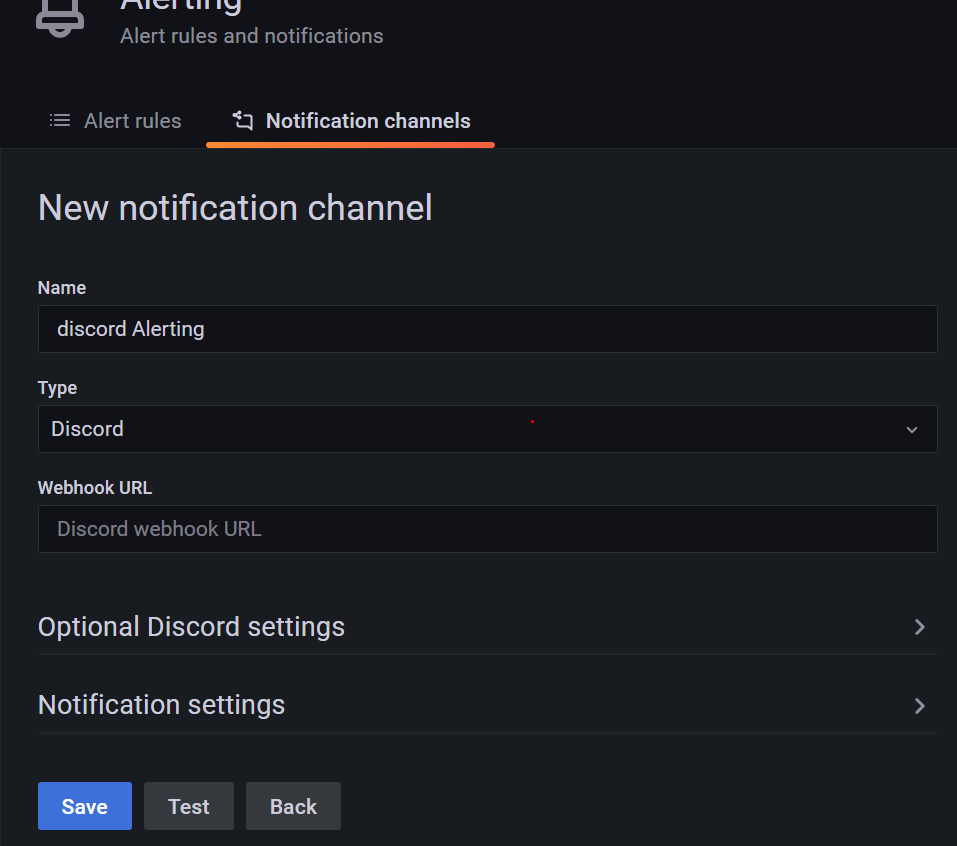 Alerting
Alert rules and notifications
Alert rules
Notification channels
New notification channel
Name
discord Alerting
Type
Discord
Webhook URL
Discord webhook URL
Optional Discord settings
Notification settings
Save
Test
Back